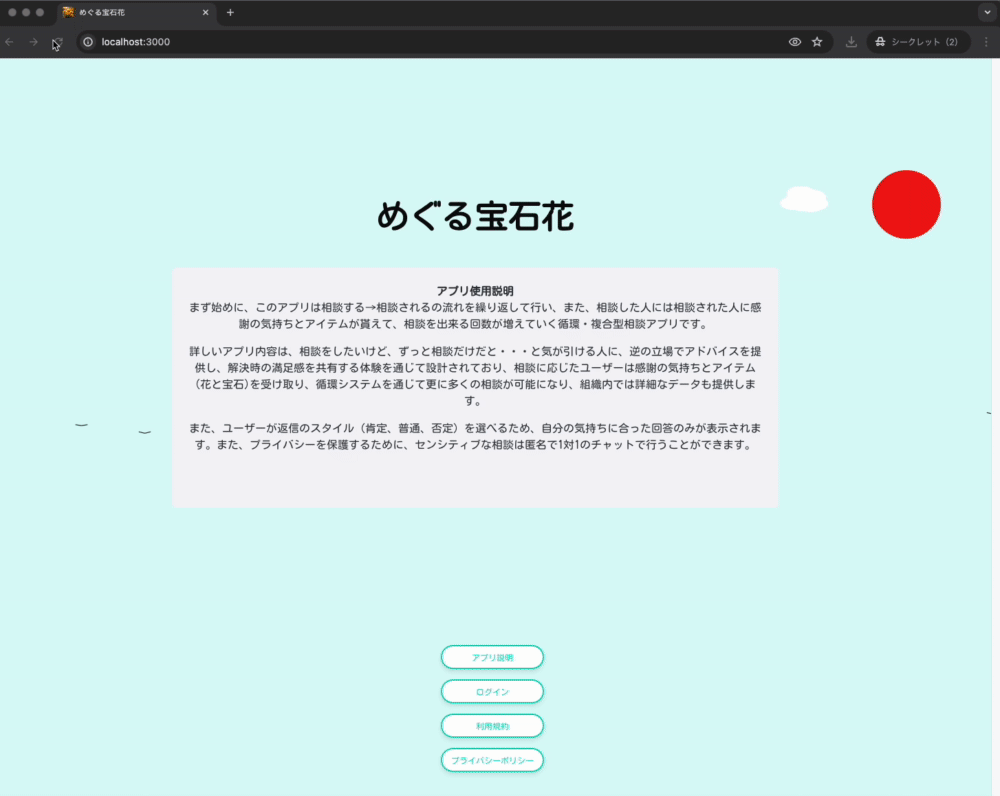 めぐる宝石花
localhost:3000
シークレット（2）
めぐる宝石花
アプリ使用説明
まず始めに、このアプリは相談する→相談されるの流れを繰り返して行い、また、相談した人には相談された人に感
謝の気持ちとアイテムが貰えて、相談を出来る回数が増えていく循環・複合型相談アプリです。
詳しいアプリ内容は、相談をしたいけど、ずっと相談だけだと・・・と気が引ける人に、逆の立場でアドバイスを提
供し、解決時の満足感を共有する体験を通じて設計されており、相談に応じたユーザーは感謝の気持ちとアイテム
（花と宝石)を受け取り、循環システムを通じて更に多くの相談が可能になり、組織内では詳細なデータも提供しま
す。
また、ユーザーが返信のスタイル（肯定、普通、否定）を選べるため、自分の気持ちに合った回答のみが表示されま
す。また、プライバシーを保護するために、センシティブな相談は匿名で1対1のチャットで行うことができます。
アプリ説明
ログイン
利用規約
プライバシーポリシー